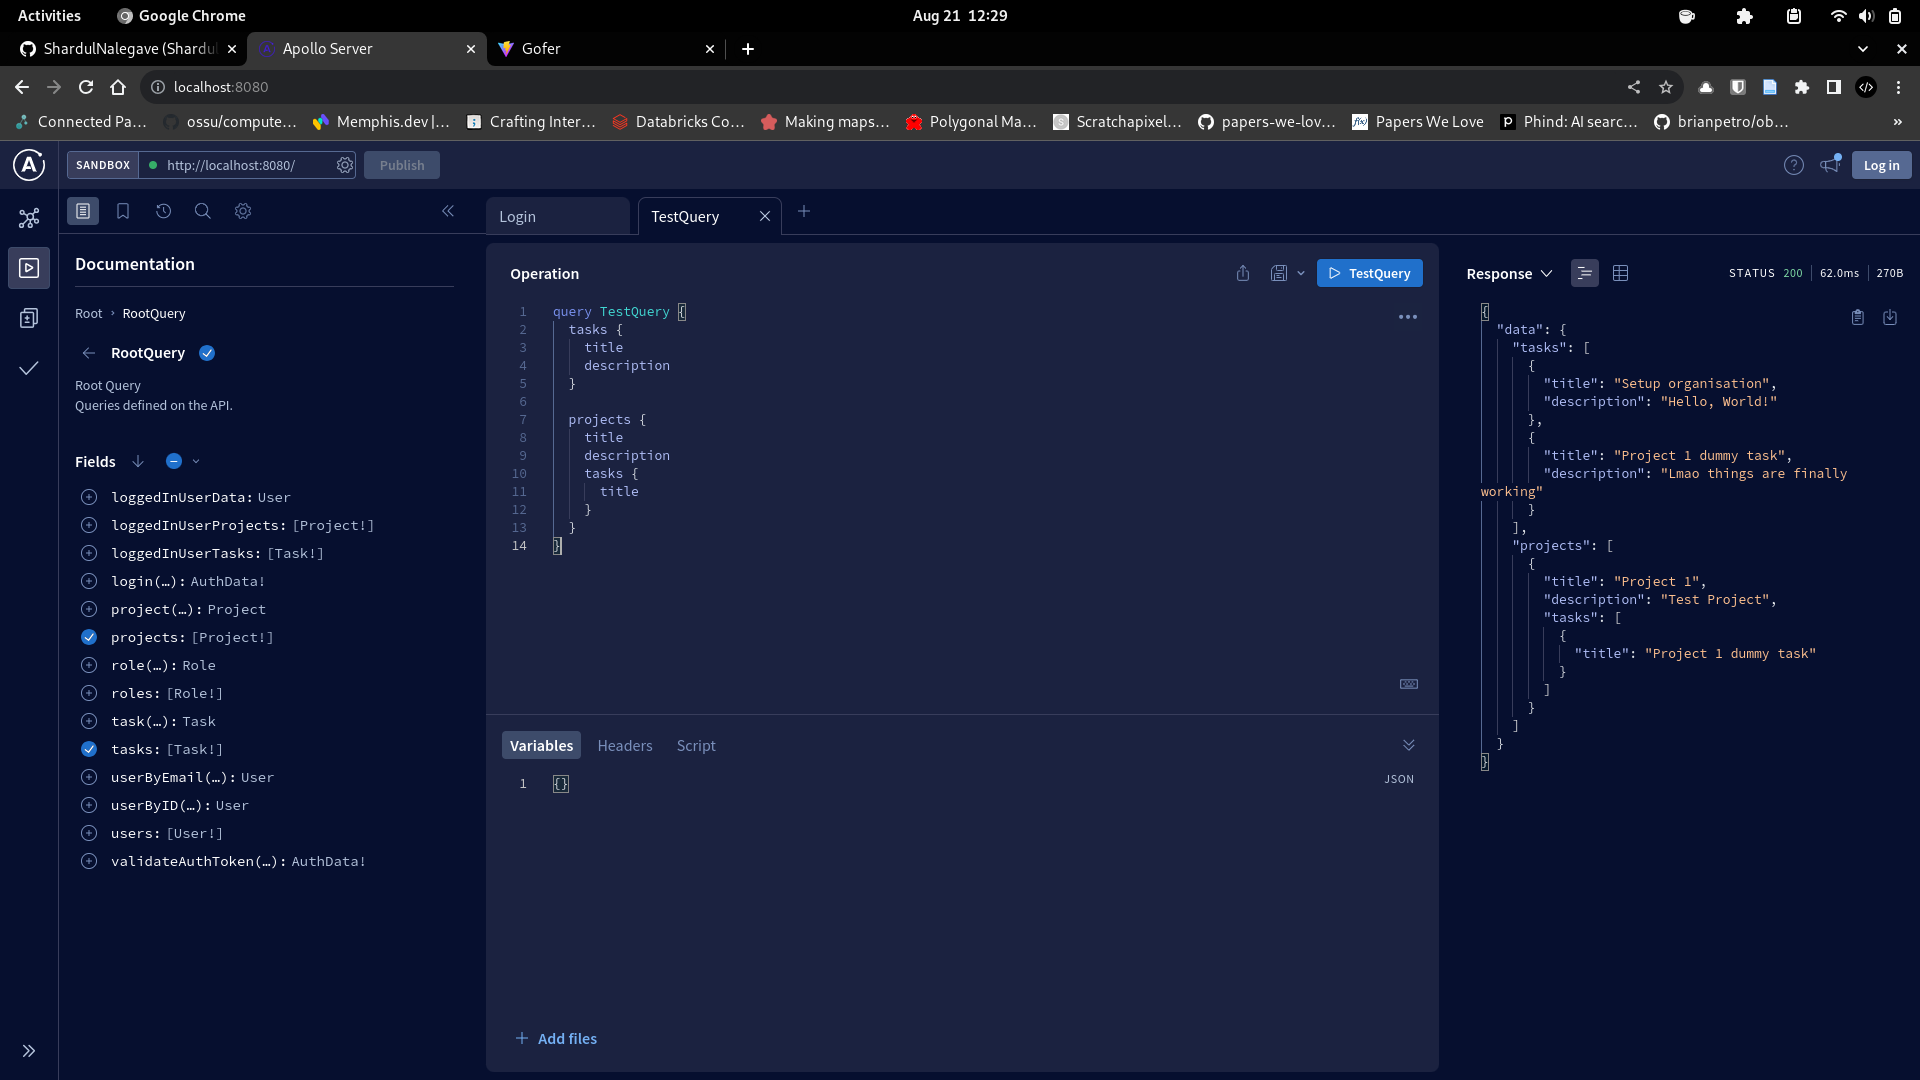 Activities
Google Chrome
Aug 21 12:29
ShardulNalegave (Shardul
Apollo Server
Gofer
localhost:8080
Connected Pa…
ossu/compute…
Memphis.dev |…
Crafting Inter…
Databricks Co…
Making maps…
Polygonal Ma…
Scratchapixel…
papers-we-lov…
Papers We Love
Phind: AI searc…
brianpetro/ob…
»
SANDBOX
http://localhost:8080/
Publish
Log in
Login
TestQuery
Documentation
Root › RootQuery
RootQuery
Root Query
Queries defined on the API.
Fields
loggedInUserData: User
loggedInUserProjects: [Project!]
loggedInUserTasks: [Task!]
login(…): AuthData!
project(…): Project
projects: [Project!]
role(…): Role
roles: [Role!]
task(…): Task
tasks: [Task!]
userByEmail(…): User
userByID(…): User
users: [User!]
validateAuthToken(…): AuthData!
Operation
TestQuery
1 query TestQuery {
2 tasks {
3 title
4 description
5 }
6
7 projects {
8 title
9 description
10 tasks {
11 title
12 }
13 }
14 }
Variables
Headers
Script
1 {}
JSON
Add files
Response
STATUS 200
62.0ms
270B
{
"data": {
"tasks": [
{
"title": "Setup organisation",
"description": "Hello, World!"
},
{
"title": "Project 1 dummy task",
"description": "Lmao things are finally
working"
}
],
"projects": [
{
"title": "Project 1",
"description": "Test Project",
"tasks": [
{
"title": "Project 1 dummy task"
}
]
}
]
}
}